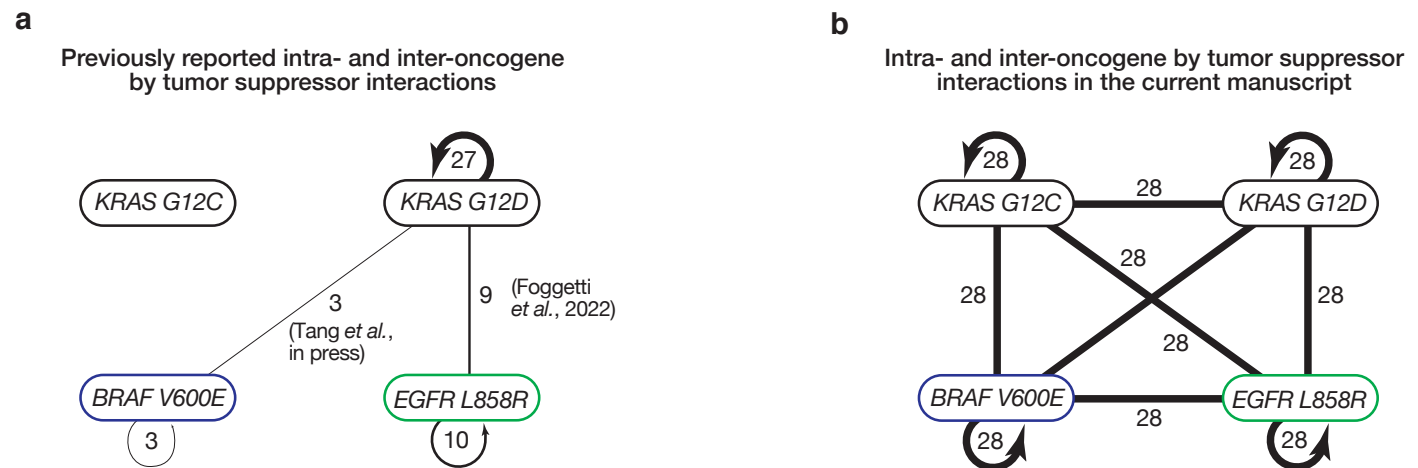 a
Previously reported intra- and inter-oncogene
by tumor suppressor interactions
27
KRAS G12C
KRAS G12D
3
(Tang et al.,
in press)
9
(Foggetti
et al., 2022)
BRAF V600E
EGFR L858R
3
10
b
Intra- and inter-oncogene by tumor suppressor
interactions in the current manuscript
28
28
KRAS G12C
28
KRAS G12D
28
28
28
28
BRAF V600E
28
EGFR L858R
28
28